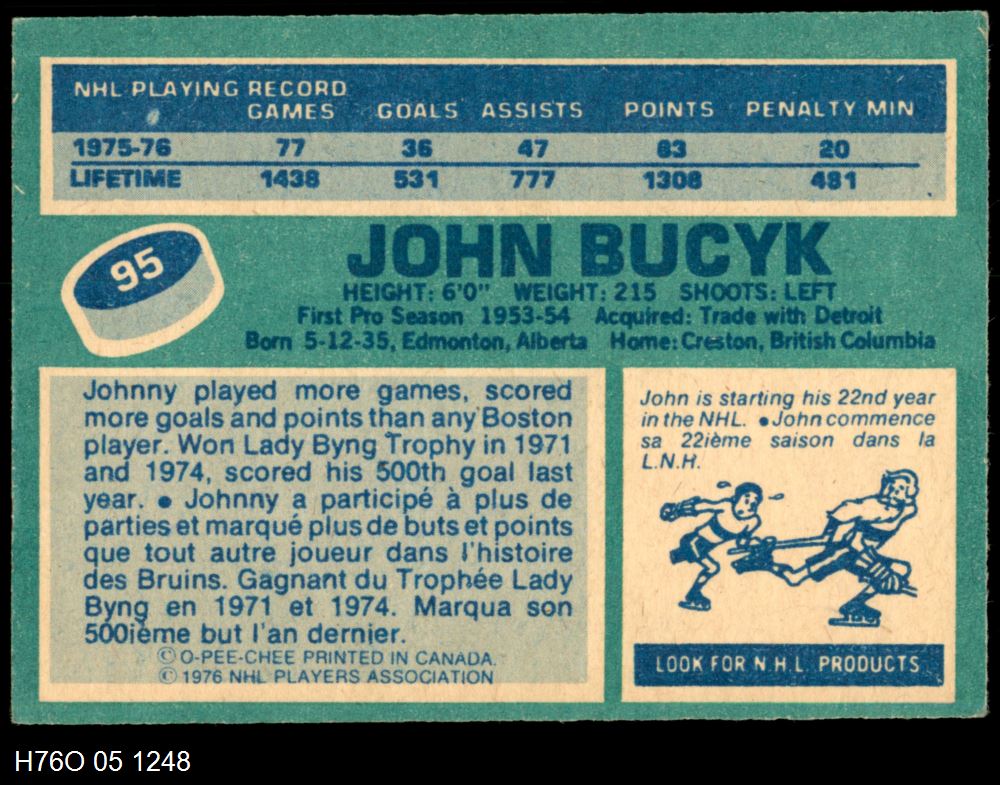 NHL PLAYING RECORD
GAMES GOALS ASSISTS POINTS PENALTY MIN
1975-76 77 36 47 83 20
LIFETIME 1438 531 777 1308 481
95
JOHN BUCYK
HEIGHT: 6'0" WEIGHT: 215 SHOOTS: LEFT
First Pro Season 1953-54 Acquired: Trade with Detroit
Born 5-12-35, Edmonton, Alberta Home: Creston, British Columbia
Johnny played more games, scored
more goals and points than any Boston
player. Won Lady Byng Trophy in 1971
and 1974, scored his 500th goal last
year. ● Johnny a participé à plus de
parties et marqué plus de buts et points
que tout autre joueur dans l'histoire
des Bruins. Gagnant du Trophée Lady
Byng en 1971 et 1974. Marqua son
500ième but l'an dernier.
© O-PEE-CHEE PRINTED IN CANADA.
© 1976 NHL PLAYERS ASSOCIATION
John is starting his 22nd year
in the NHL. ● John commence
sa 22ième saison dans la
L.N.H.
LOOK FOR N.H.L. PRODUCTS
H76O 05 1248